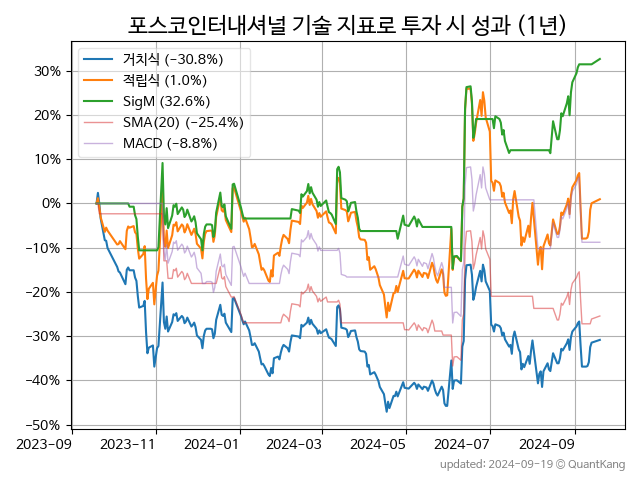 포스코인터내셔널 기술 지표로 투자 시 성과 (1년)
거치식 (−30.8%)
적립식 (1.0%)
SigM (32.6%)
SMA(20) (−25.4%)
MACD (−8.8%)
30%
20%
10%
0%
−10%
−20%
−30%
−40%
−50%
2023-09 2023-11 2024-01 2024-03 2024-05 2024-07 2024-09
updated: 2024-09-19 © QuantKang